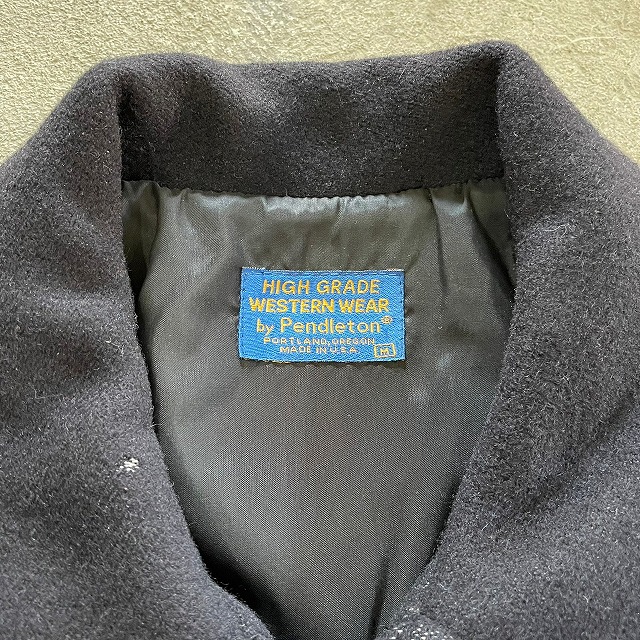 HIGH GRADE
WESTERN WEAR
by Pendleton®
PORTLAND, OREGON
MADE IN U.S.A. M